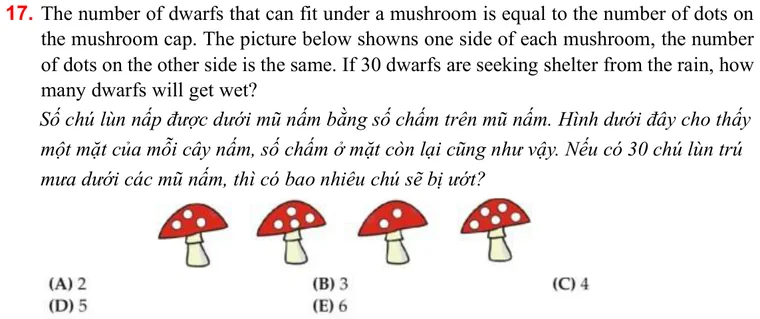 17. The number of dwarfs that can fit under a mushroom is equal to the number of dots on
the mushroom cap. The picture below showns one side of each mushroom, the number
of dots on the other side is the same. If 30 dwarfs are seeking shelter from the rain, how
many dwarfs will get wet?
Số chú lùn nấp được dưới mũ nấm bằng số chấm trên mũ nấm. Hình dưới đây cho thấy
một mặt của mỗi cây nấm, số chấm ở mặt còn lại cũng như vậy. Nếu có 30 chú lùn trú
mưa dưới các mũ nấm, thì có bao nhiêu chú sẽ bị ướt?
(A) 2 (B) 3 (C) 4
(D) 5 (E) 6